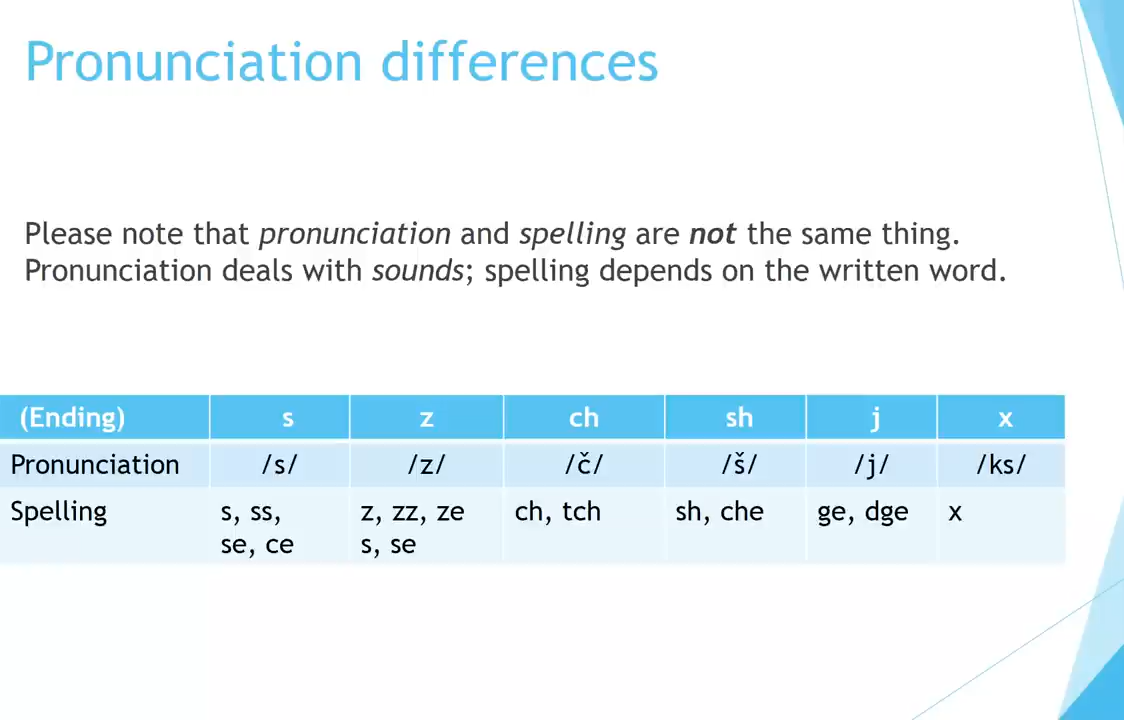 Pronunciation differences
Please note that pronunciation and spelling are not the same thing.
Pronunciation deals with sounds; spelling depends on the written word.
(Ending) s z ch sh j x
Pronunciation /s/ /z/ /č/ /š/ /j/ /ks/
Spelling s, ss, z, zz, ze ch, tch sh, che ge, dge x
se, ce s, se